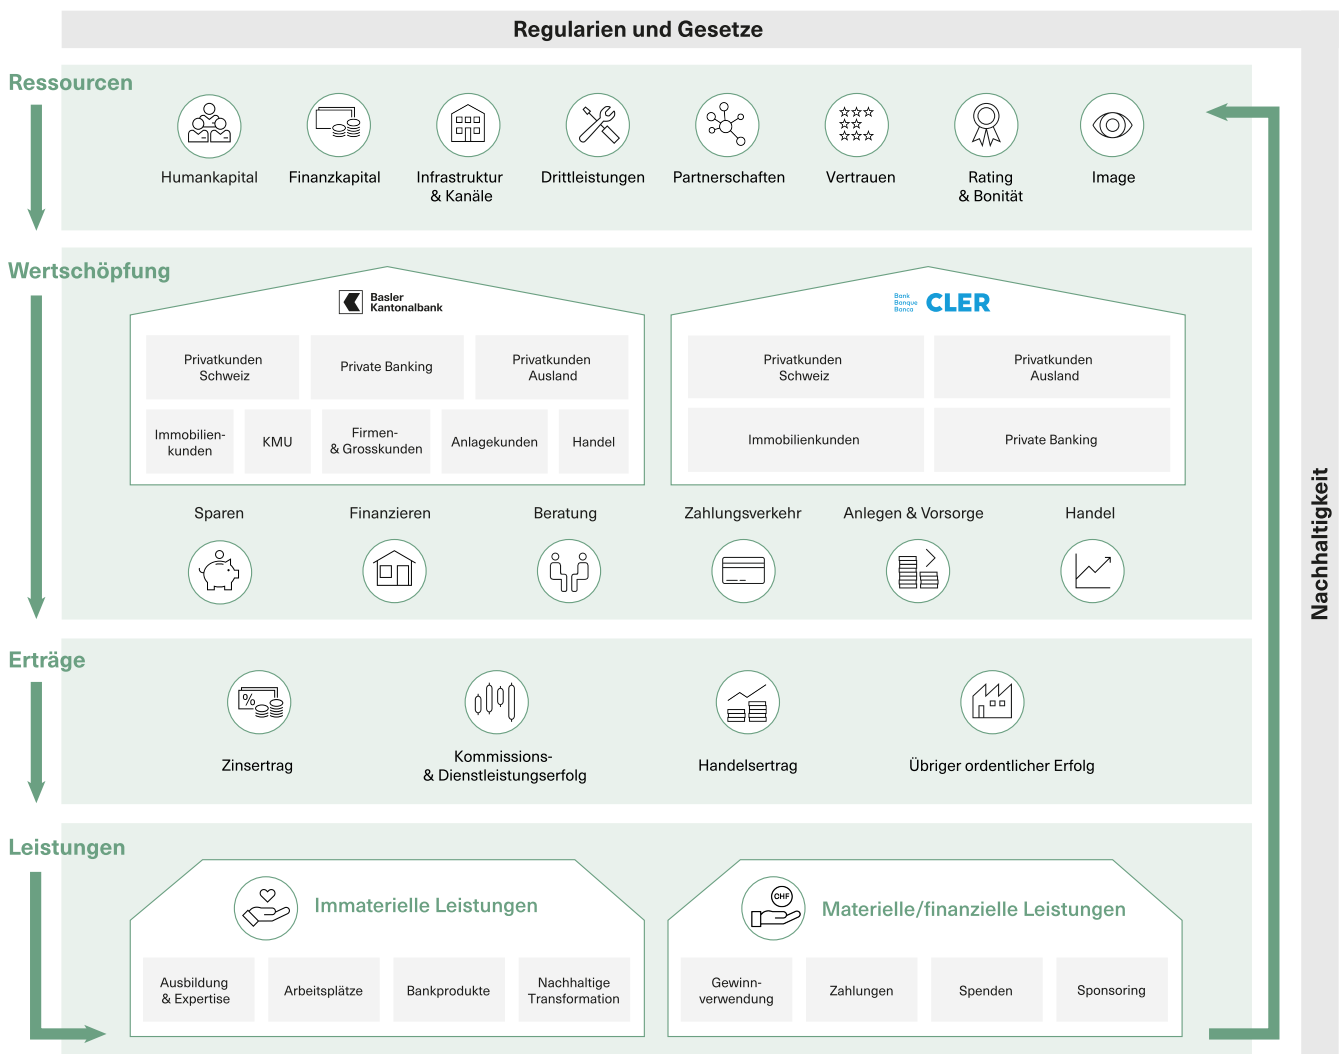 Regularien und Gesetze
Ressourcen
Humankapital
Finanzkapital
Infrastruktur
& Kanäle
Drittleistungen
Partnerschaften
Vertrauen
Rating
& Bonität
Image
Wertschöpfung
Basler
Kantonalbank
Privatkunden
Schweiz
Private Banking
Privatkunden
Ausland
Immobilien-
kunden
KMU
Firmen-
& Grosskunden
Anlagekunden
Handel
Bank
Banque
Banca
CLER
Privatkunden
Schweiz
Privatkunden
Ausland
Immobilienkunden
Private Banking
Sparen
Finanzieren
Beratung
Zahlungsverkehr
Anlegen & Vorsorge
Handel
Erträge
%
Zinsertrag
Kommissions-
& Dienstleistungserfolg
Handelsertrag
Übriger ordentlicher Erfolg
Leistungen
Immaterielle Leistungen
Ausbildung
& Expertise
Arbeitsplätze
Bankprodukte
Nachhaltige
Transformation
CHF
Materielle/finanzielle Leistungen
Gewinn-
verwendung
Zahlungen
Spenden
Sponsoring
Nachhaltigkeit